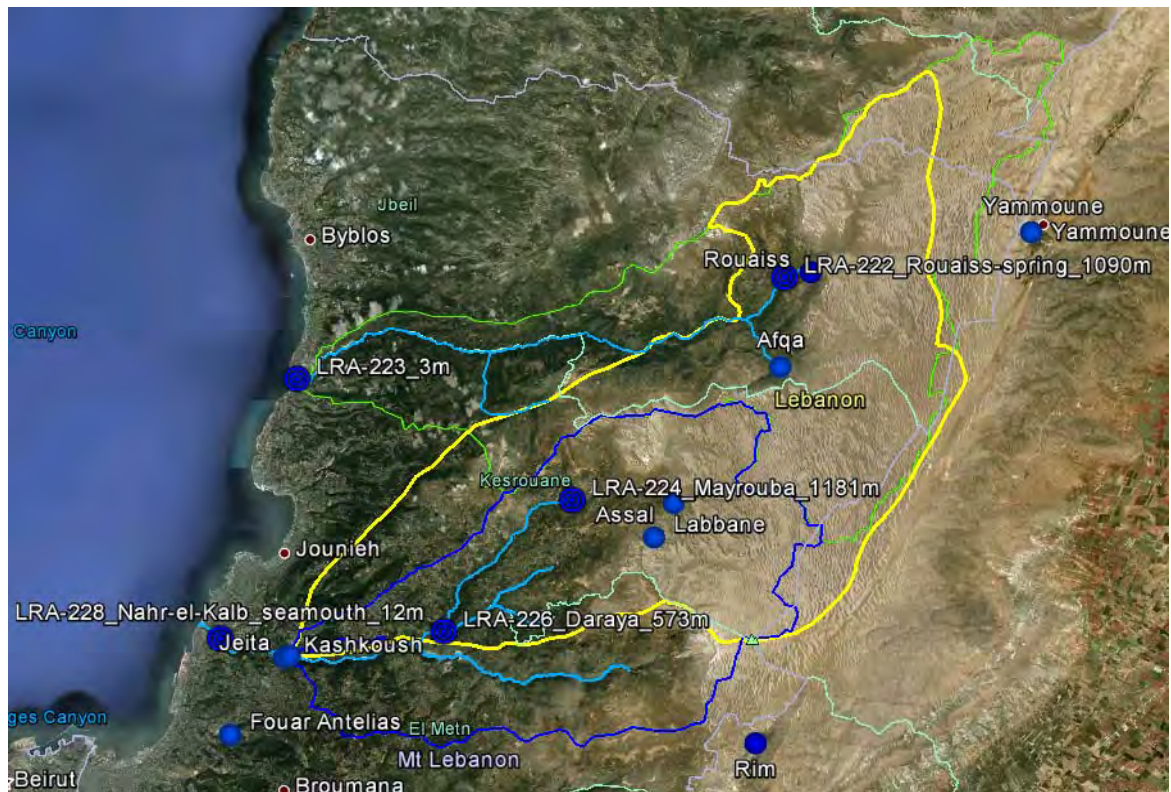 Jbeil
Byblos
Yammoune
Yammoune
Rouaiss
LRA-222_Rouaiss-spring_1090m
Canyon
Afqa
LRA-223_3m
Lebanon
Kesrouane
LRA-224_Mayrouba_1181m
Assal
Labbane
Jounieh
LRA-228_Nahr-el-Kalb_seamouth_12m
LRA-226_Daraya_573m
Jeita
Kashkoush
ges Canyon
Fouar Antelias
El Metn
Mt Lebanon
Rim
Beirut
Broumana